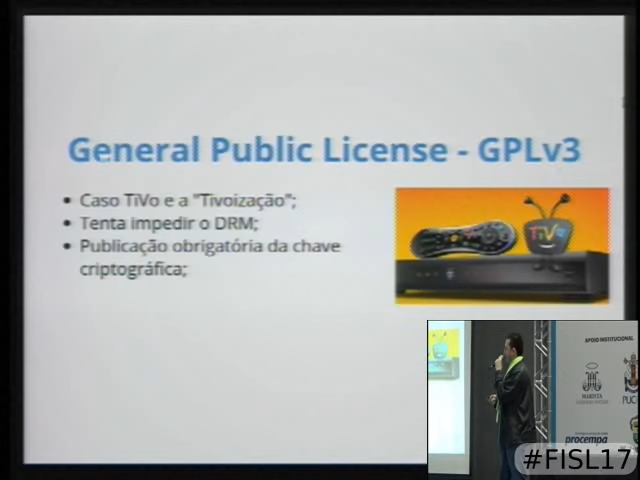 General Public License - GPLv3
• Caso TiVo e a "Tivoização";
• Tenta impedir o DRM;
• Publicação obrigatória da chave
criptográfica;
TiVo
APOIO INSTITUCIONAL
MARISTA
PUC
procempa
#FISL17